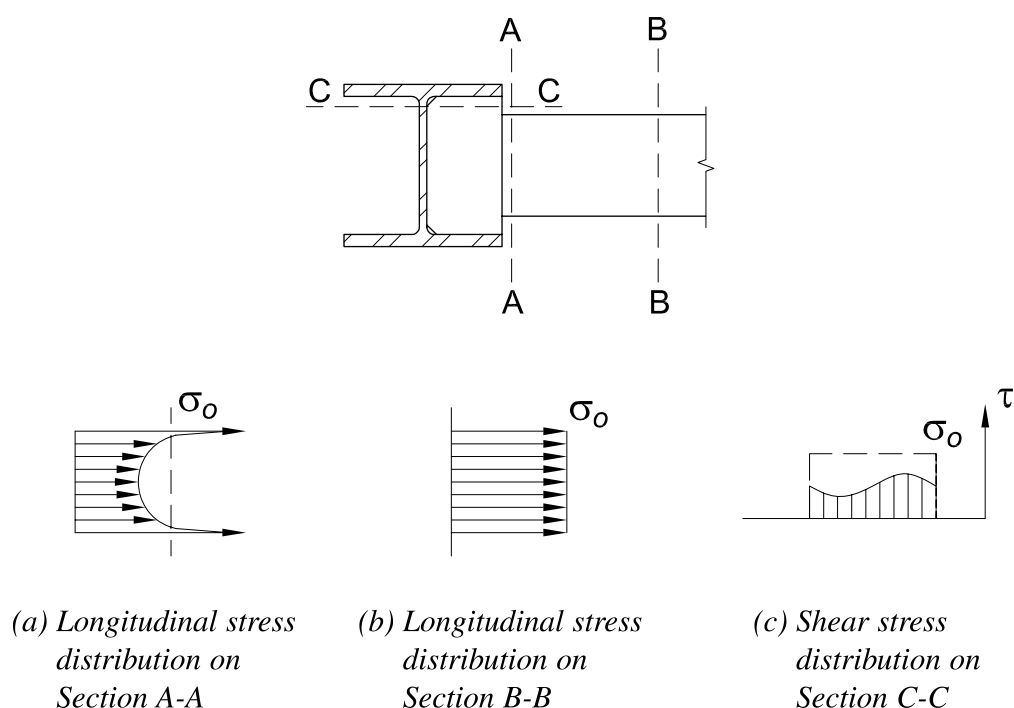 A B
C C
A B
σo σo τ
σo
(a) Longitudinal stress distribution on Section A-A
(b) Longitudinal stress distribution on Section B-B
(c) Shear stress distribution on Section C-C